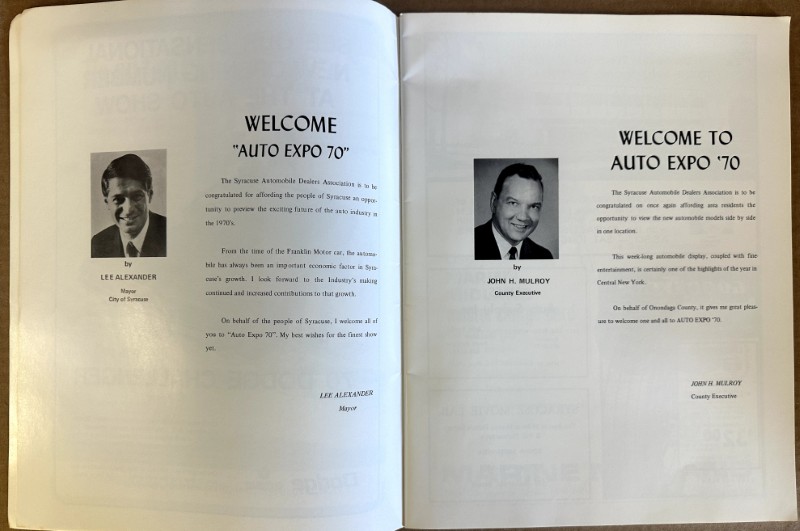 WELCOME
"AUTO EXPO 70"
The Syracuse Automobile Dealers Association is to be
congratulated for affording the people of Syracuse an oppor-
tunity to preview the exciting future of the auto industry in
the 1970's.
From the time of the Franklin Motor car, the automo-
bile has always been an important economic factor in Syra-
cuse's growth. I look forward to the Industry's making
continued and increased contributions to that growth.
On behalf of the people of Syracuse, I welcome all of
you to "Auto Expo 70". My best wishes for the finest show
yet.
LEE ALEXANDER
Mayor
by
LEE ALEXANDER
Mayor
City of Syracuse
WELCOME TO
AUTO EXPO '70
The Syracuse Automobile Dealers Association is to be
congratulated on once again affording area residents the
opportunity to view the new automobile models side by side
in one location.
This week-long automobile display, coupled with fine
entertainment, is certainly one of the highlights of the year in
Central New York.
On behalf of Onondaga County, it gives me great pleas-
ure to welcome one and all to AUTO EXPO '70.
JOHN H. MULROY
County Executive
by
JOHN H. MULROY
County Executive